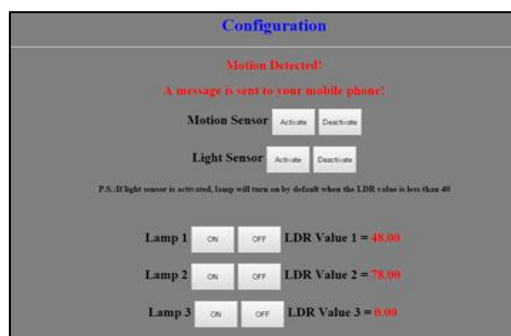 Configuration
Motion Detected!
A message is sent to your mobile phone!
Motion Sensor Activate Deactivate
Light Sensor Activate Deactivate
P.S.:If light sensor is activated, lamp will turn on by default when the LDR value is less than 40
Lamp 1 ON OFF LDR Value 1 = 48.00
Lamp 2 ON OFF LDR Value 2 = 78.00
Lamp 3 ON OFF LDR Value 3 = 0.00